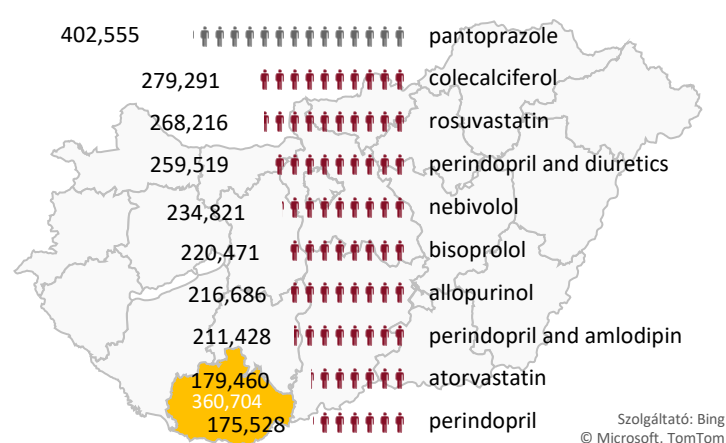 402,555 pantoprazole
279,291 colecalciferol
268,216 rosuvastatin
259,519 perindopril and diuretics
234,821 nebivolol
220,471 bisoprolol
216,686 allopurinol
211,428 perindopril and amlodipin
179,460 atorvastatin
360,704
175,528 perindopril
Szolgáltató: Bing
© Microsoft, TomTom